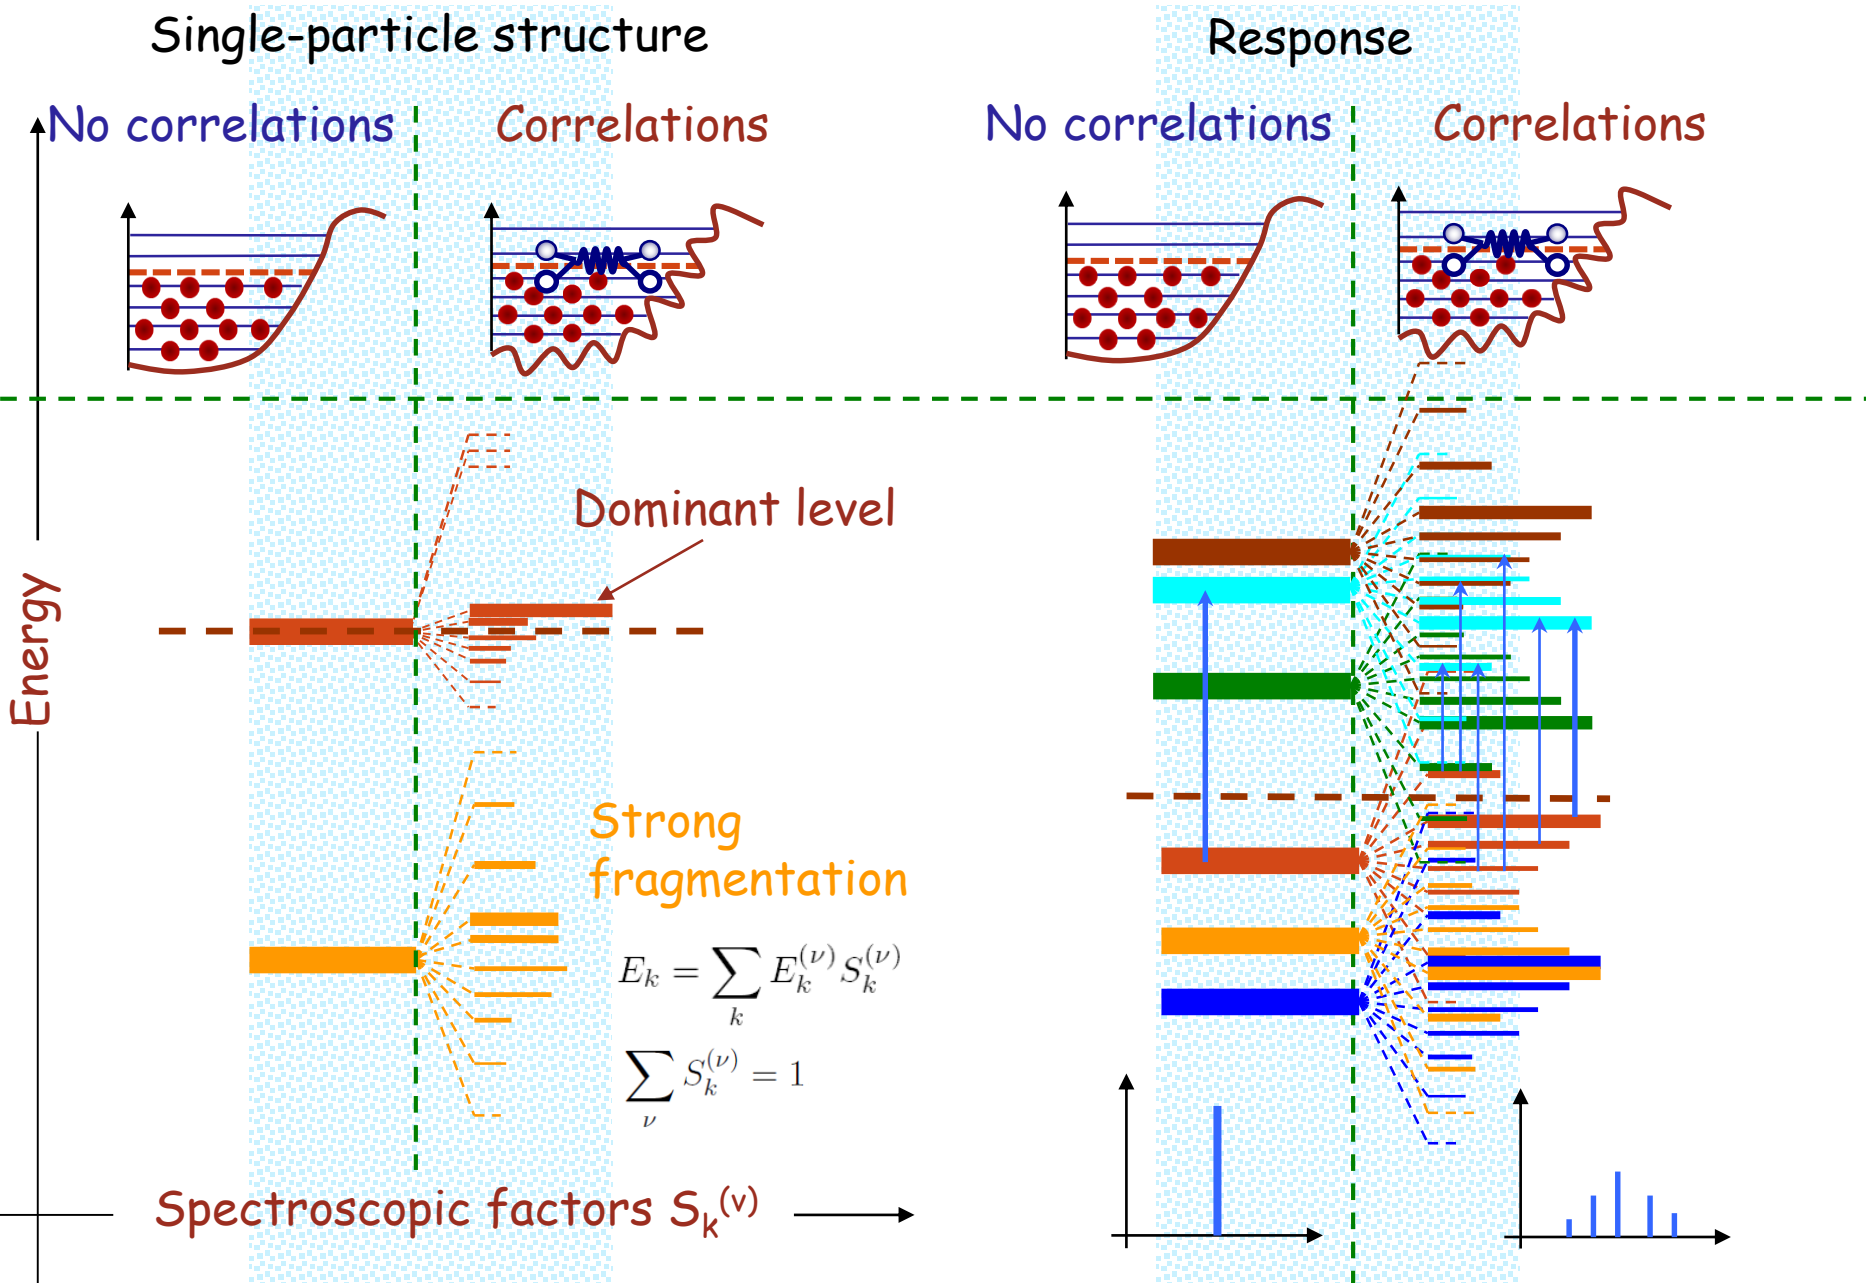 Single-particle structure
Response
No correlations
Correlations
No correlations
Correlations
Energy
Dominant level
Strong
fragmentation
$E_k = \sum_k E_k^{(\nu)} S_k^{(\nu)}$
$\sum_\nu S_k^{(\nu)} = 1$
Spectroscopic factors S_k^(ν)